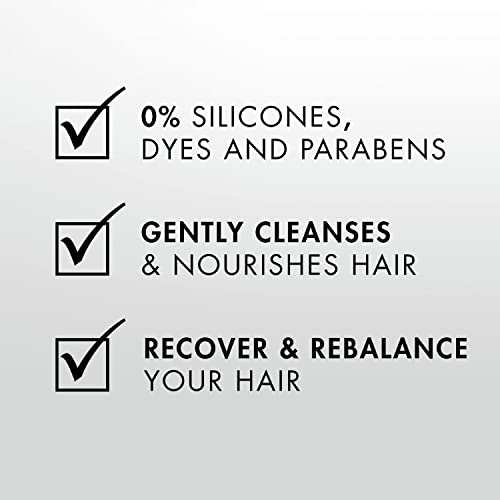 0% SILICONES,
DYES AND PARABENS
GENTLY CLEANSES
& NOURISHES HAIR
RECOVER & REBALANCE
YOUR HAIR